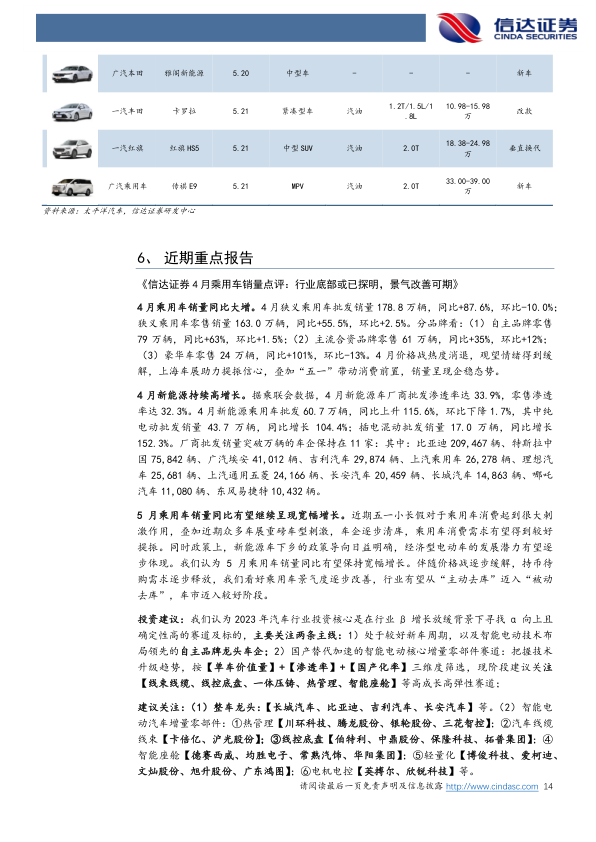 信达证券
CINDA SECURITIES
广汽本田 雅阁新能源 5.20 中型车 - - - 新车
一汽丰田 卡罗拉 5.21 紧凑型车 汽油 1.2T/1.5L/1.8L 10.98-15.98万 改款
一汽红旗 红旗 HS5 5.21 中型 SUV 汽油 2.0T 18.38-24.98万 垂直换代
广汽乘用车 传祺 E9 5.21 MPV 汽油 2.0T 33.00-39.00万 新车
资料来源：太平洋汽车，信达证券研发中心
6、 近期重点报告
《信达证券 4 月乘用车销量点评：行业底部或已探明，景气改善可期》
4 月乘用车销量同比大增。4 月狭义乘用车批发销量 178.8 万辆，同比+87.6%，环比-10.0%；
狭义乘用车零售销量 163.0 万辆，同比+55.5%，环比+2.5%。分品牌看：（1）自主品牌零售
79 万辆，同比+63%，环比+1.5%；（2）主流合资品牌零售 61 万辆，同比+35%，环比+12%；
（3）豪华车零售 24 万辆，同比+101%，环比-13%。4 月价格战热度消退，观望情绪得到缓
解，上海车展助力提振信心，叠加“五一”带动消费前置，销量呈现企稳态势。
4 月新能源持续高增长。据乘联会数据，4 月新能源车厂商批发渗透率达 33.9%，零售渗透
率达 32.3%。4 月新能源乘用车批发 60.7 万辆，同比上升 115.6%，环比下降 1.7%，其中纯
电动批发销量 43.7 万辆，同比增长 104.4%；插电混动批发销量 17.0 万辆，同比增长
152.3%。厂商批发销量突破万辆的车企保持在 11 家：其中：比亚迪 209,467 辆、特斯拉中
国 75,842 辆、广汽埃安 41,012 辆、吉利汽车 29,874 辆、上汽乘用车 26,278 辆、理想汽
车 25,681 辆、上汽通用五菱 24,166 辆、长安汽车 20,459 辆、长城汽车 14,863 辆、哪吒
汽车 11,080 辆、东风易捷特 10,432 辆。
5 月乘用车销量同比有望继续呈现宽幅增长。近期五一小长假对于乘用车消费起到很大刺
激作用，叠加近期众多车展重磅车型刺激，车企逐步清库，乘用车消费需求有望得到较好
提振。同时政策上，新能源车下乡的政策导向日益明确，经济型电动车的发展潜力有望逐
步体现。我们认为 5 月乘用车销量同比有望保持宽幅增长。伴随价格战逐步缓解，持币待
购需求逐步释放，我们看好乘用车景气度逐步改善，行业有望从“主动去库”迈入“被动
去库”，车市迈入较好阶段。
投资建议：我们认为 2023 年汽车行业投资核心是在行业 β 增长放缓背景下寻找 α 向上且
确定性高的赛道及标的，主要关注两条主线：1）处于较好新车周期，以及智能电动技术布
局领先的自主品牌龙头车企；2）国产替代加速的智能电动核心增量零部件赛道：把握技术
升级趋势，按【单车价值量】+【渗透率】+【国产化率】三维度筛选，现阶段建议关注
【线束线缆、线控底盘、一体压铸、热管理、智能座舱】等高成长高弹性赛道；
建议关注：（1）整车龙头：【长城汽车、比亚迪、吉利汽车、长安汽车】等。（2）智能电
动汽车增量零部件：①热管理【川环科技、腾龙股份、银轮股份、三花智控】；②汽车线缆
线束【卡倍亿、沪光股份】；③线控底盘【伯特利、中鼎股份、保隆科技、拓普集团】；④
智能座舱【德赛西威、均胜电子、常熟汽饰、华阳集团】；⑤轻量化【博俊科技、爱柯迪、
文灿股份、旭升股份、广东鸿图】；⑥电机电控【英搏尔、欣锐科技】等。
请阅读最后一页免责声明及信息披露 http://www.cindasc.com 14